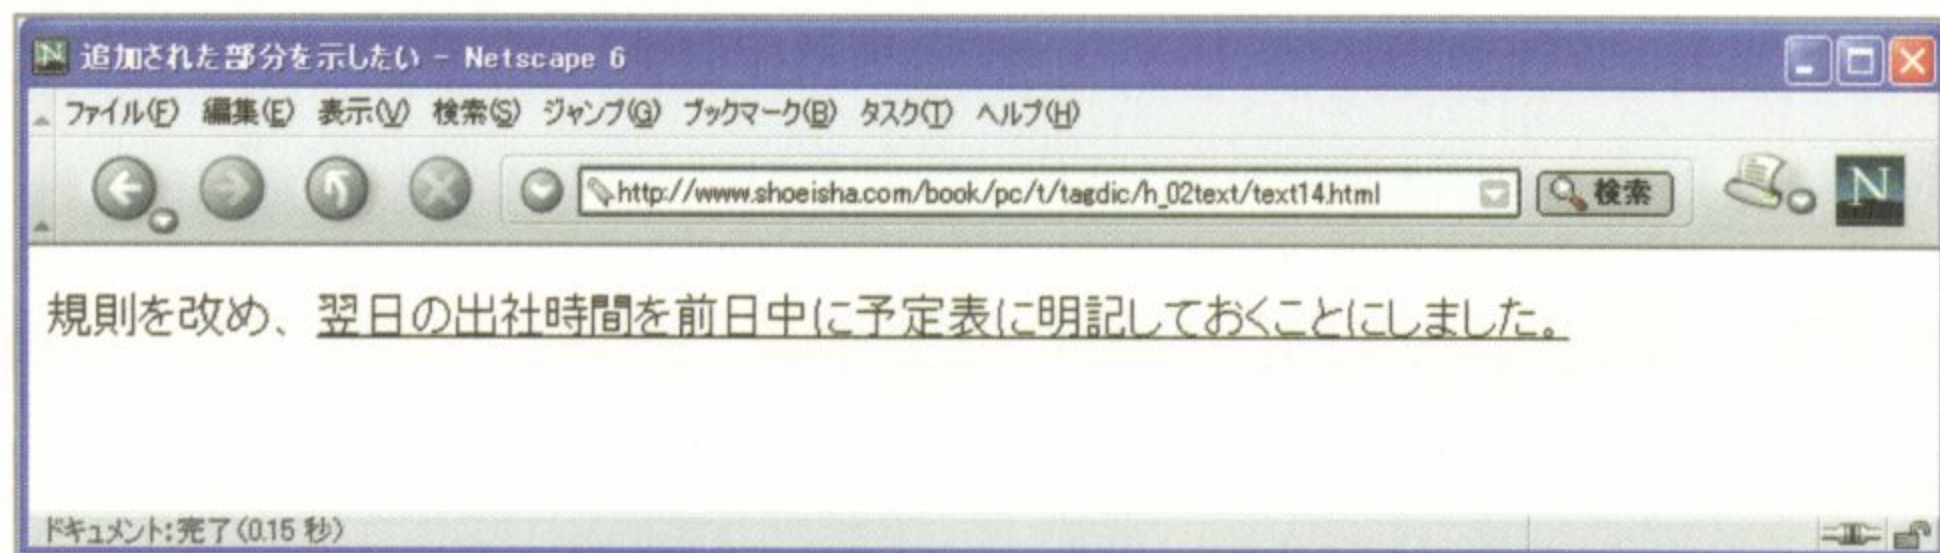 追加された部分を示したい - Netscape 6
ファイル(F) 編集(E) 表示(V) 検索(S) ジャンプ(G) ブックマーク(B) タスク(T) ヘルプ(H)
http://www.shoeisha.com/book/pc/t/tagdic/h_02text/text14.html 検索 N
規則を改め、翌日の出社時間を前日中に予定表に明記しておくことにしました。
ドキュメント:完了(0.15 秒)